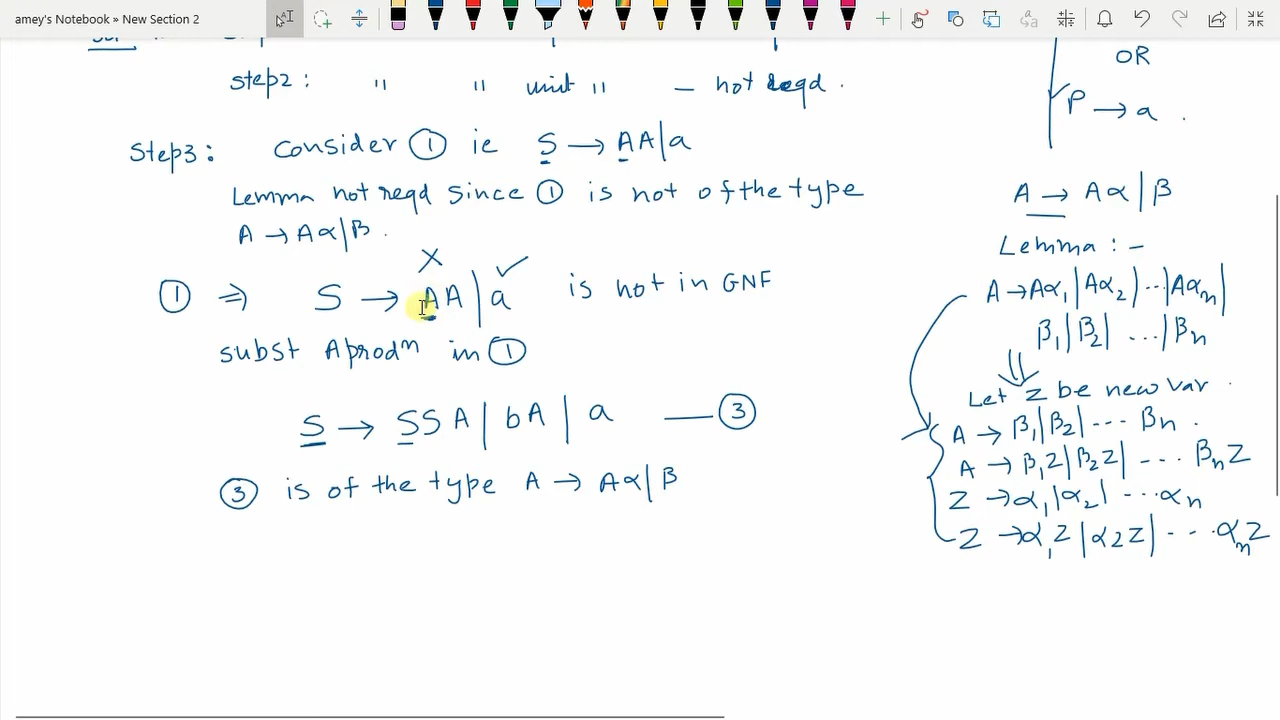 amey's Notebook » New Section 2
step2: " " unit " — not reqd.
Step3: Consider ① ie S → AA|a
Lemma not reqd since ① is not of the type
A → Aα|β.
X ✓
① ⇒ S → AA|a is not in GNF
subst A prodⁿ in ①
S → SSA|bA|a — ③
③ is of the type A → Aα|β
OR
P → a.
A → Aα|β
Lemma :-
A → Aα₁|Aα₂|...|Aαₙ|
β₁|β₂|...|βₙ
⇓
Let Z be new var.
A → β₁|β₂|--- βₙ.
A → β₁Z|β₂Z|--- βₙZ
Z → α₁|α₂|---αₙ
Z → α₁Z|α₂Z|---αₙZ